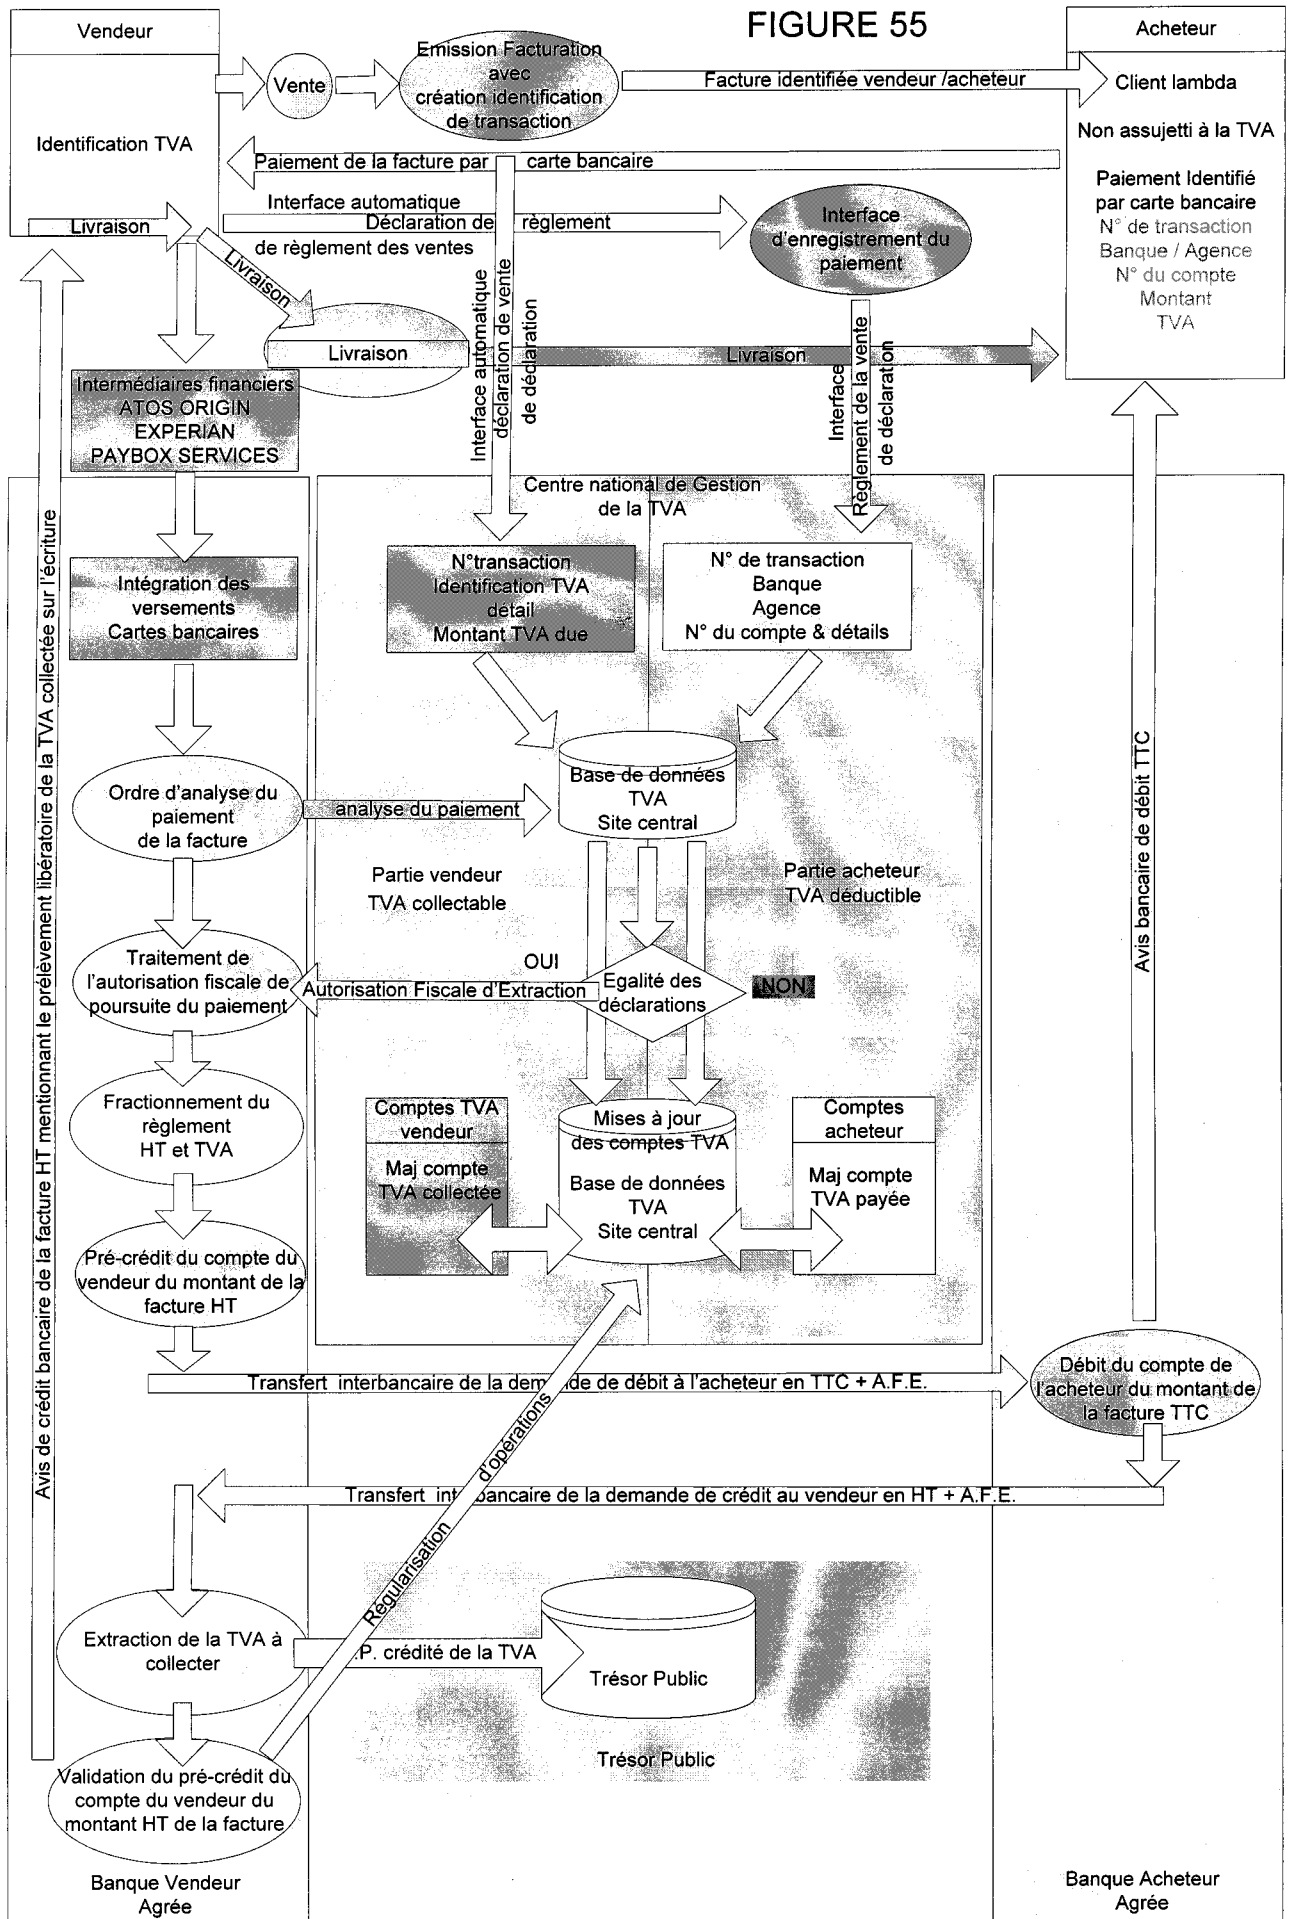 FIGURE 55
Vendeur
Identification TVA
Livraison
Vente
Emission Facturation
avec
création identification
de transaction
Facture identifiée vendeur /acheteur
Acheteur
Client lambda
Non assujetti à la TVA
Paiement Identifié
par carte bancaire
N° de transaction
Banque / Agence
N° du compte
Montant
TVA
Paiement de la facture par carte bancaire
Interface automatique
Déclaration de règlement
de règlement des ventes
Interface
d'enregistrement du
paiement
Livraison
Livraison
Livraison
Interface automatique
déclaration de vente
de déclaration
Interface
Règlement de la vente
de déclaration
Intermédiaires financiers
ATOS ORIGIN
EXPERIAN
PAYBOX SERVICES
Centre national de Gestion
de la TVA
Intégration des
versements
Cartes bancaires
N°transaction
Identification TVA
détail
Montant TVA due
N° de transaction
Banque
Agence
N° du compte & détails
Ordre d'analyse du
paiement
de la facture
analyse du paiement
Base de données
TVA
Site central
Partie vendeur
TVA collectable
Partie acheteur
TVA déductible
Traitement de
l'autorisation fiscale de
poursuite du paiement
OUI
Autorisation Fiscale d'Extraction
Egalité des
déclarations
NON
Fractionnement du
règlement
HT et TVA
Comptes TVA
vendeur
Maj compte
TVA collectée
Mises à jour
des comptes TVA
Base de données
TVA
Site central
Comptes
acheteur
Maj compte
TVA payée
Pré-crédit du compte du
vendeur du montant de la
facture HT
Transfert interbancaire de la demande de débit à l'acheteur en TTC + A.F.E.
Débit du compte de
l'acheteur du montant de
la facture TTC
Avis bancaire de débit TTC
Transfert interbancaire de la demande de crédit au vendeur en HT + A.F.E.
Régularisation d'opérations
Extraction de la TVA à
collecter
.P. crédité de la TVA
Trésor Public
Trésor Public
Validation du pré-crédit du
compte du vendeur du
montant HT de la facture
Avis de crédit bancaire de la facture HT mentionnant le prélèvement libératoire de la TVA collectée sur l'écriture
Banque Vendeur
Agrée
Banque Acheteur
Agrée